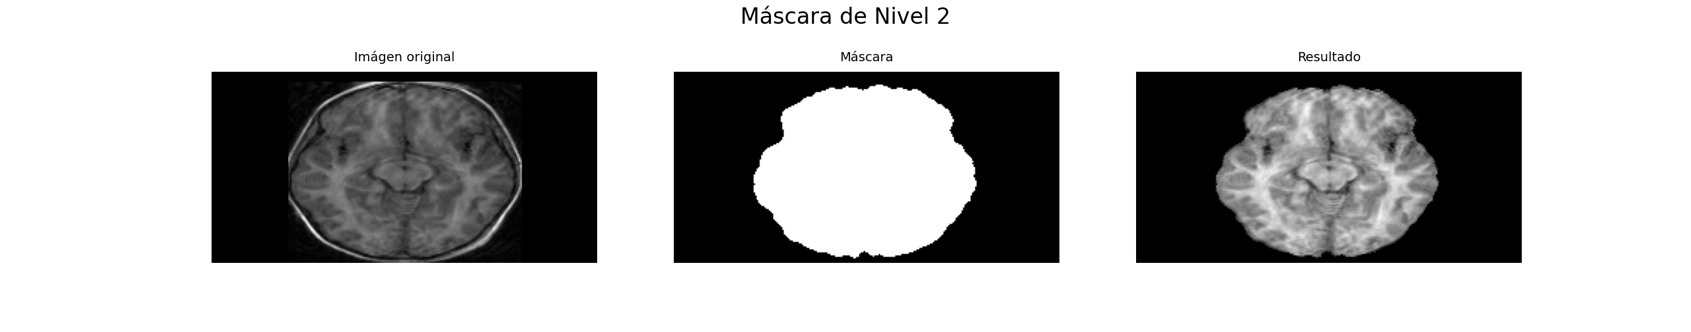 Máscara de Nivel 2
Imágen original
Máscara
Resultado